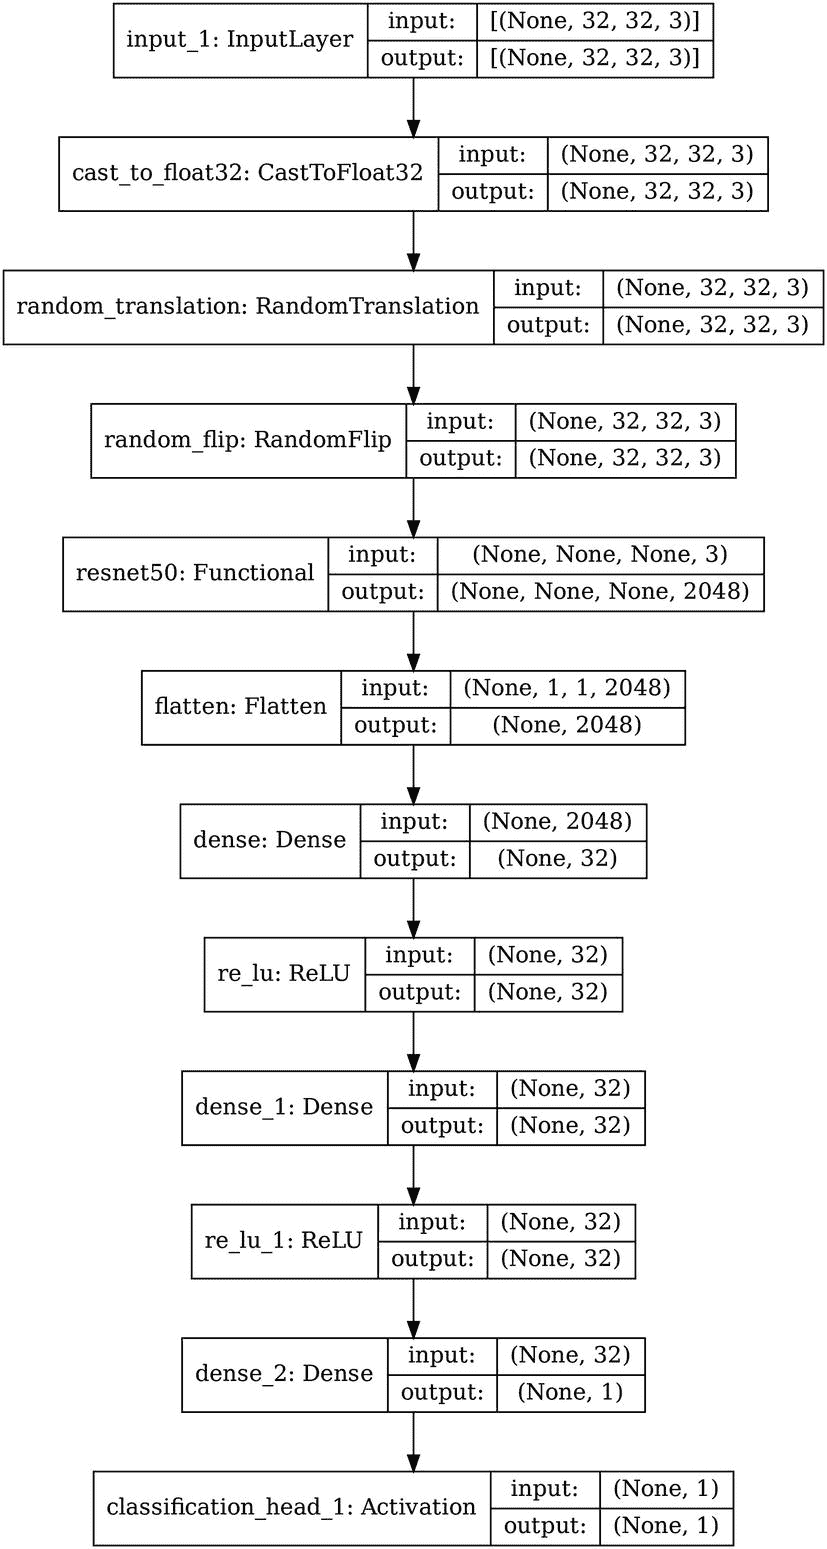 input_1: InputLayer
input: [(None, 32, 32, 3)]
output: [(None, 32, 32, 3)]
cast_to_float32: CastToFloat32
input: (None, 32, 32, 3)
output: (None, 32, 32, 3)
random_translation: RandomTranslation
input: (None, 32, 32, 3)
output: (None, 32, 32, 3)
random_flip: RandomFlip
input: (None, 32, 32, 3)
output: (None, 32, 32, 3)
resnet50: Functional
input: (None, None, None, 3)
output: (None, None, None, 2048)
flatten: Flatten
input: (None, 1, 1, 2048)
output: (None, 2048)
dense: Dense
input: (None, 2048)
output: (None, 32)
re_lu: ReLU
input: (None, 32)
output: (None, 32)
dense_1: Dense
input: (None, 32)
output: (None, 32)
re_lu_1: ReLU
input: (None, 32)
output: (None, 32)
dense_2: Dense
input: (None, 32)
output: (None, 1)
classification_head_1: Activation
input: (None, 1)
output: (None, 1)